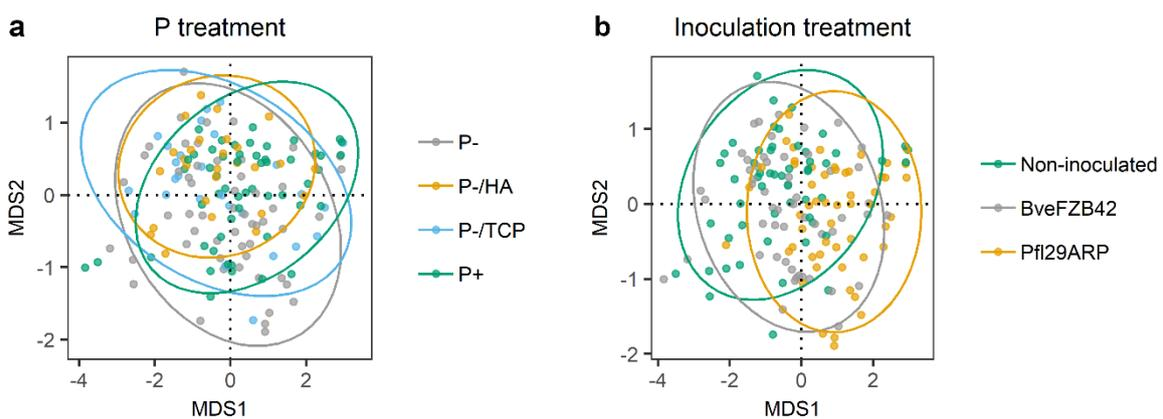 a
P treatment
MDS2
1
0
-1
-2
-4
-2
0
2
MDS1
P-
P-/HA
P-/TCP
P+
b
Inoculation treatment
MDS2
1
0
-1
-2
-4
-2
0
2
MDS1
Non-inoculated
BveFZB42
Pfl29ARP